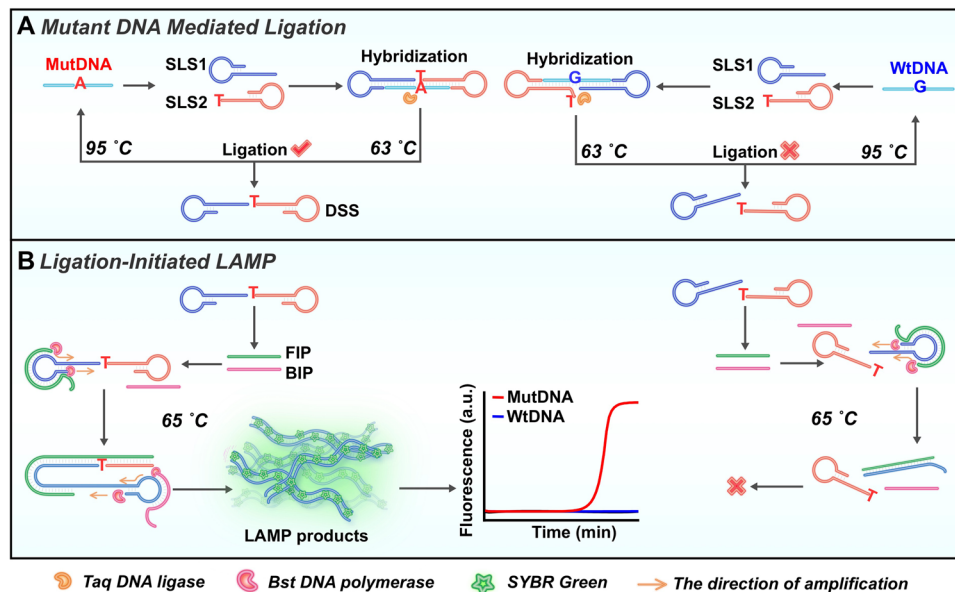 A Mutant DNA Mediated Ligation
MutDNA
A
SLS1
SLS2
T
Hybridization
T
A
95 ˚C
Ligation
63 ˚C
T
DSS
Hybridization
G
T
SLS1
SLS2
T
WtDNA
G
63 ˚C
Ligation
95 ˚C
T
B Ligation-Initiated LAMP
T
FIP
BIP
T
65 ˚C
T
LAMP products
Fluorescence (a.u.)
MutDNA
WtDNA
Time (min)
T
T
65 ˚C
T
Taq DNA ligase
Bst DNA polymerase
SYBR Green
The direction of amplification